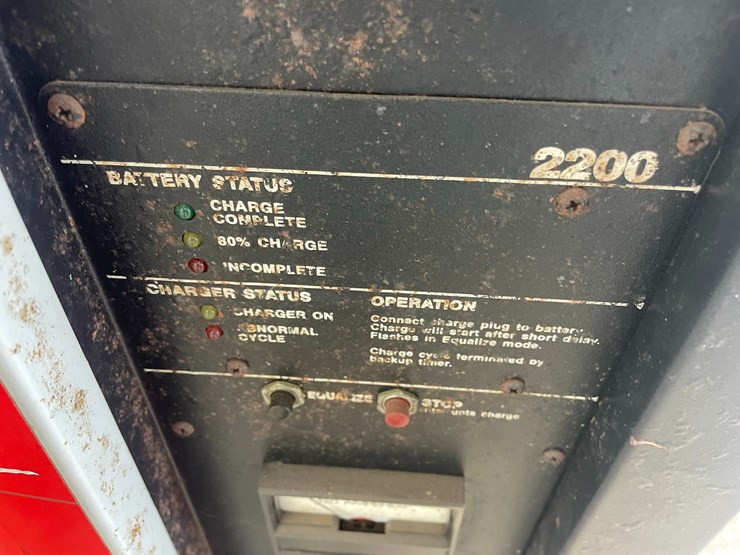 2200
BATTERY STATUS
CHARGE
COMPLETE
80% CHARGE
INCOMPLETE
CHARGER STATUS
CHARGER ON
ABNORMAL
CYCLE
OPERATION
Connect charge plug to battery.
Charge will start after short delay.
Flashes in Equalize mode.
Charge cycle terminated by
backup timer.
EQUALIZE
STOP
charge